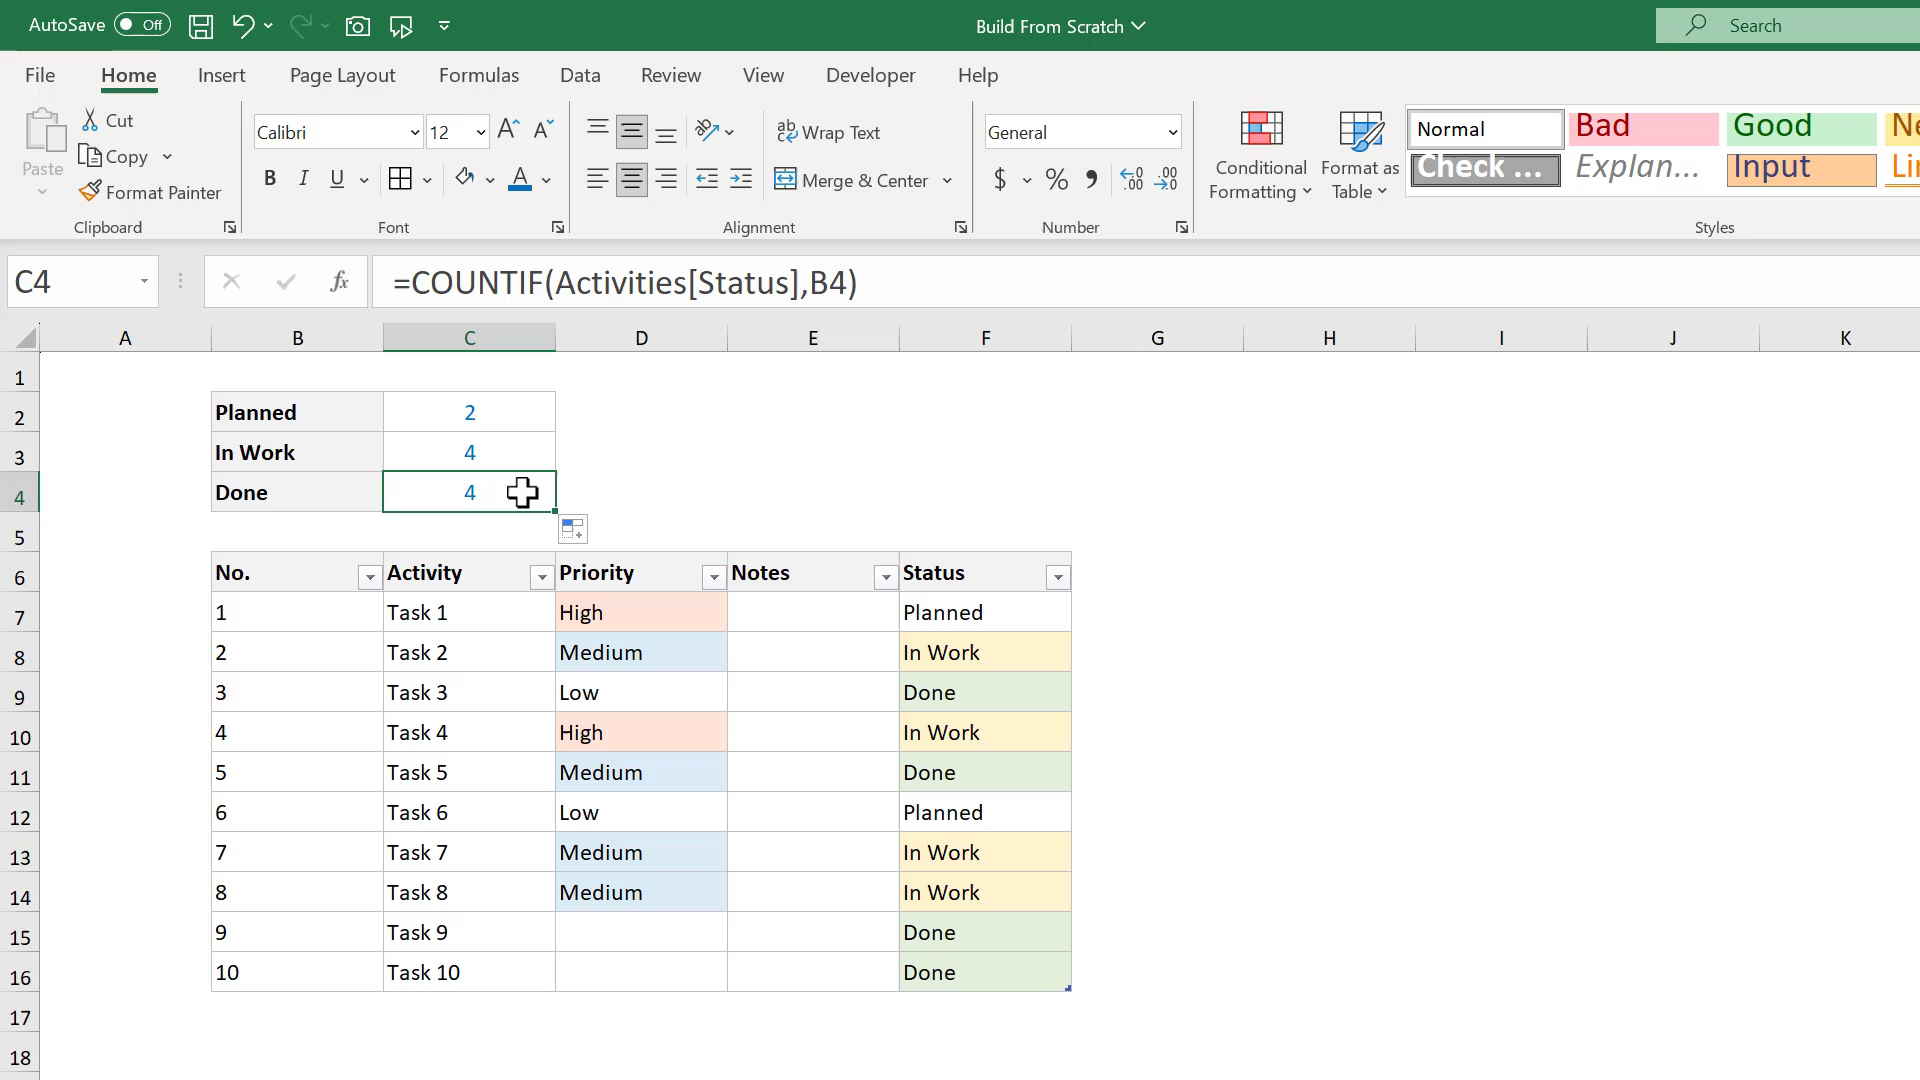 AutoSave Off Build From Scratch Search
File Home Insert Page Layout Formulas Data Review View Developer Help
Paste Cut Copy Format Painter
Clipboard
Calibri 12
B I U A
Font
ab Wrap Text
Merge & Center
Alignment
General
$ % 9 .00 .00
Number
Conditional Formatting
Format as Table
Normal Bad Good
Check ... Explan... Input
Styles
C4 fx =COUNTIF(Activities[Status],B4)
A B C D E F G H I J K
1
2 Planned 2
3 In Work 4
4 Done 4
5
6 No. Activity Priority Notes Status
7 1 Task 1 High Planned
8 2 Task 2 Medium In Work
9 3 Task 3 Low Done
10 4 Task 4 High In Work
11 5 Task 5 Medium Done
12 6 Task 6 Low Planned
13 7 Task 7 Medium In Work
14 8 Task 8 Medium In Work
15 9 Task 9 Done
16 10 Task 10 Done
17
18